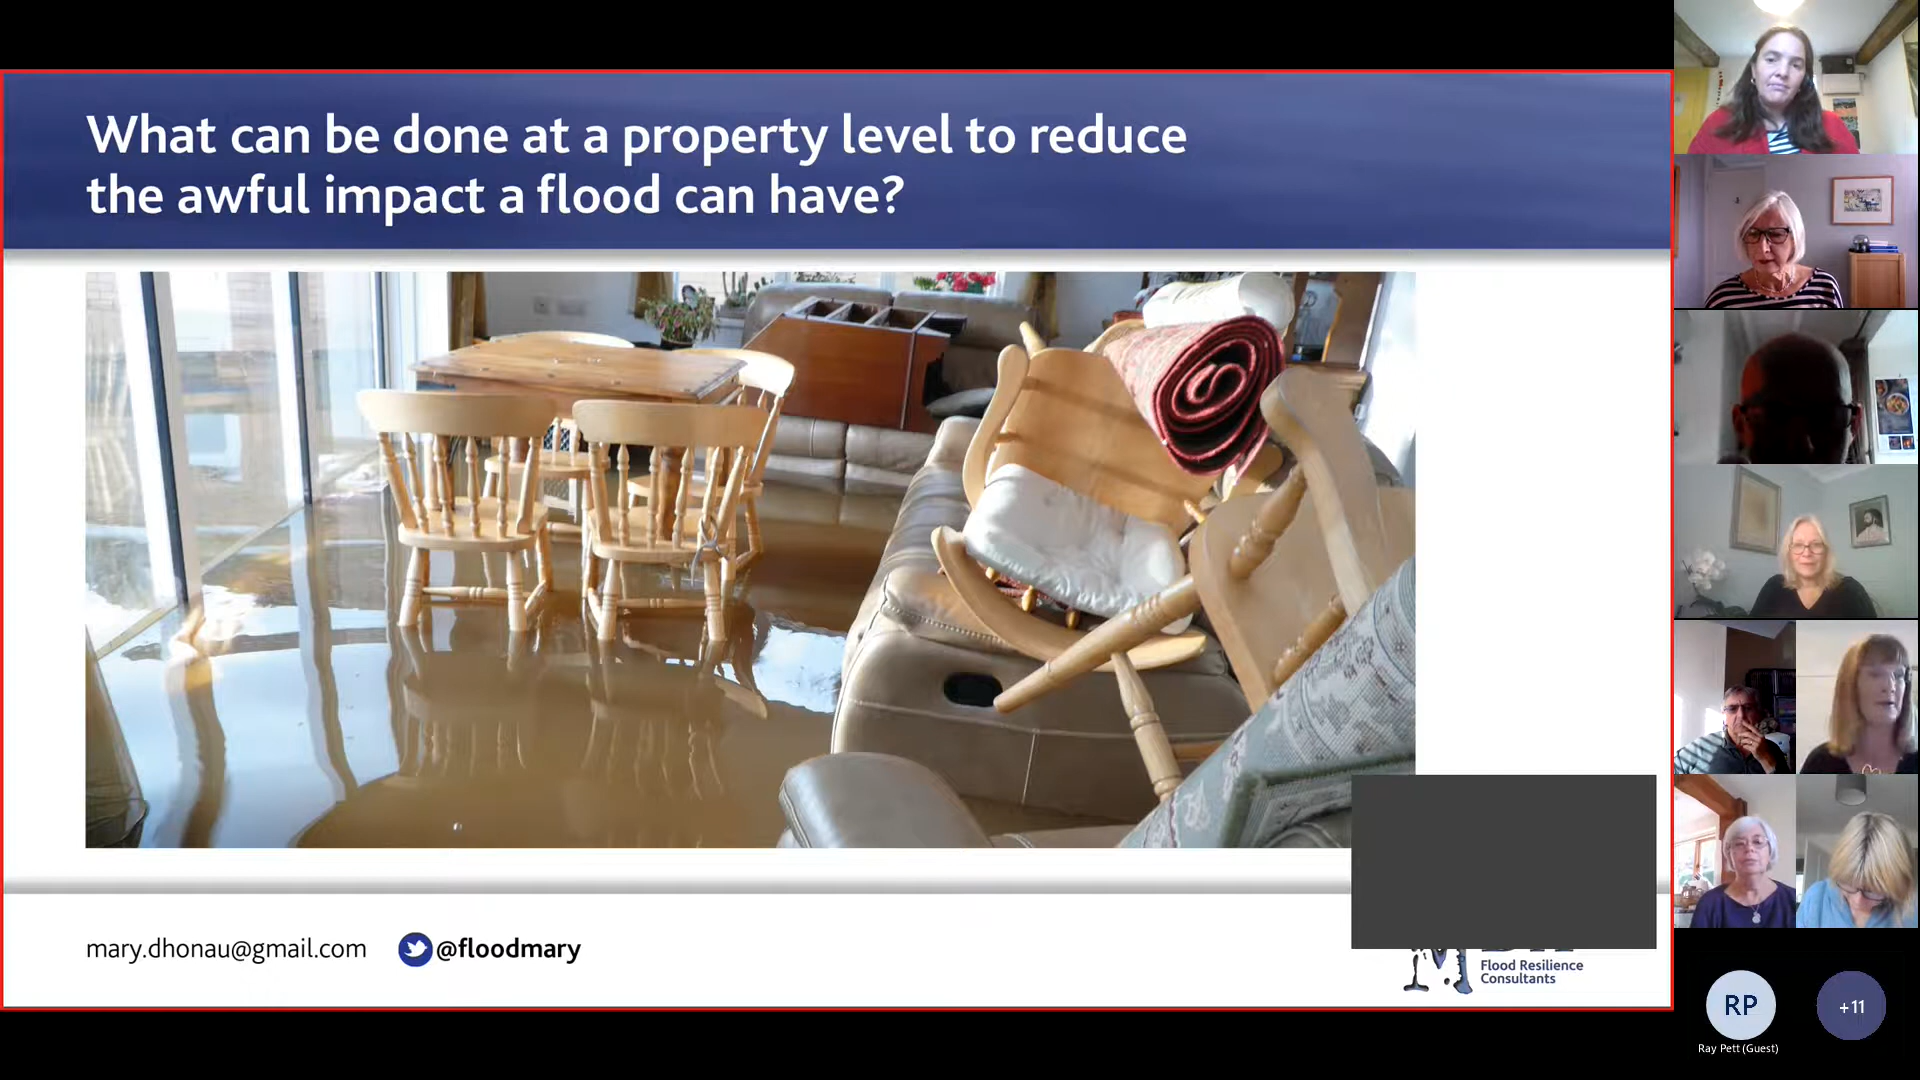 What can be done at a property level to reduce
the awful impact a flood can have?
mary.dhonau@gmail.com @floodmary
Flood Resilience
Consultants
RP
+11
Ray Pett (Guest)